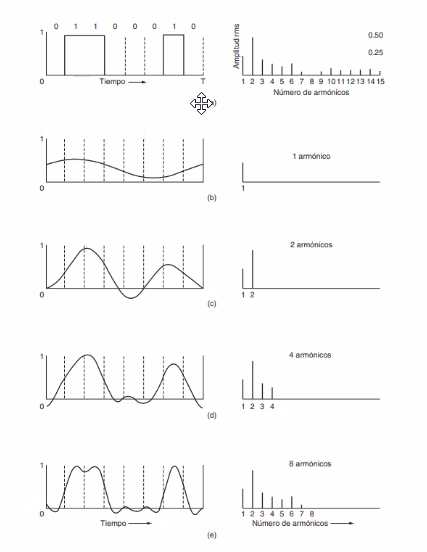 0 1 1 0 0 0 1 0
1
0
Tiempo
T
Amplitud rms
0.50
0.25
1 2 3 4 5 6 7 8 9 10 11 12 13 14 15
Número de armónicos
)
1
0
(b)
1 armónico
1
1
0
(c)
2 armónicos
1 2
1
0
(d)
4 armónicos
1 2 3 4
1
0
Tiempo
(e)
8 armónicos
1 2 3 4 5 6 7 8
Número de armónicos